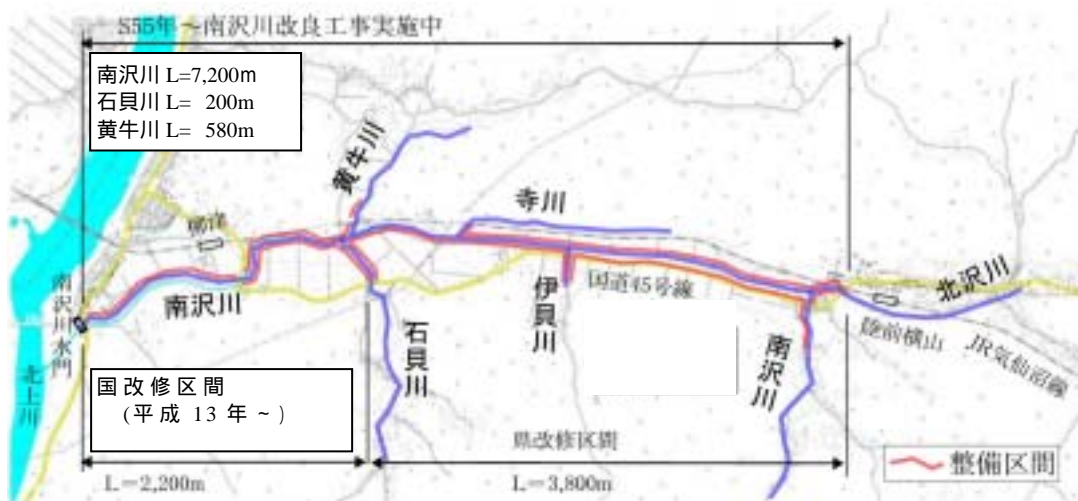 S55年～南沢川改良工事実施中
南沢川 L=7,200m
石貝川 L= 200m
黄牛川 L= 580m
黄牛川
寺川
柳津
南沢川
南沢川水門
北上川
石貝川
伊貝川
国道45号線
南沢川
北沢川
陸前横山
JR気仙沼線
国改修区間
(平成 13 年 ~ )
県改修区間
整備区間
L＝2,200m
L＝3,800m